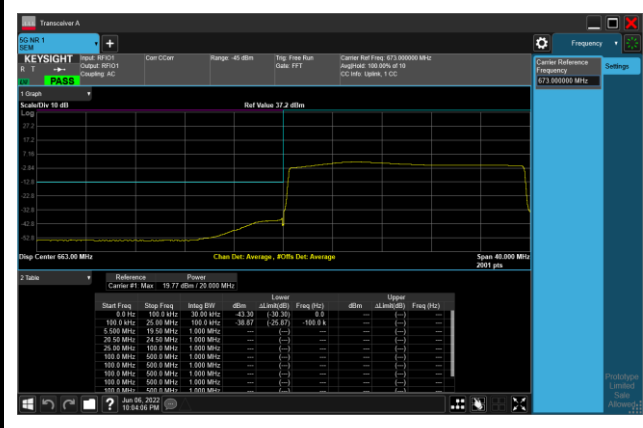 Transceiver A
5G NR 1
SEM
+
Frequency
KEYSIGHT
R T
PASS
Input: RFIO1
Output: RFIO1
Coupling: AC
Corr CCorr
Range: -45 dBm
Trig: Free Run
Gate: FFT
Carrier Ref Freq: 673.000000 MHz
Avg|Hold: 100.00% of 10
CC Info: Uplink, 1 CC
Carrier Reference
Frequency
673.000000 MHz
Settings
1 Graph
Scale/Div 10 dB
Ref Value 37.2 dBm
Log
27.2
17.2
7.16
-2.84
-12.8
-22.8
-32.8
-42.8
-52.8
Disp Center 663.00 MHz
Chan Det: Average , #Offs Det: Average
Span 40.000 MHz
2001 pts
2 Table
Reference Power
Carrier #1 Max 19.77 dBm / 20.000 MHz
Lower Upper
Start Freq Stop Freq Integ BW dBm ΔLimit(dB) Freq (Hz) dBm ΔLimit(dB) Freq (Hz)
0.0 Hz 100.0 kHz 30.00 kHz -43.30 (-30.30) 0.0 --- (---) ---
100.0 kHz 25.00 MHz 100.0 kHz -38.87 (-25.87) -100.0 k --- (---) ---
5.500 MHz 19.50 MHz 1.000 MHz --- (---) --- --- (---) ---
20.50 MHz 24.50 MHz 1.000 MHz --- (---) --- --- (---) ---
25.00 MHz 100.0 MHz 1.000 MHz --- (---) --- --- (---) ---
100.0 MHz 500.0 MHz 1.000 MHz --- (---) --- --- (---) ---
100.0 MHz 500.0 MHz 1.000 MHz --- (---) --- --- (---) ---
100.0 MHz 500.0 MHz 1.000 MHz --- (---) --- --- (---) ---
100.0 MHz 500.0 MHz 1.000 MHz --- (---) --- --- (---) ---
Prototype
Limited
Sale
Allowed
?
Jun 06, 2022
10:04:06 PM